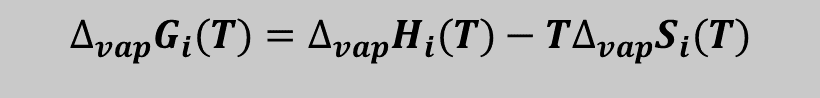 Δ_vap G_i(T) = Δ_vap H_i(T) − TΔ_vap S_i(T)